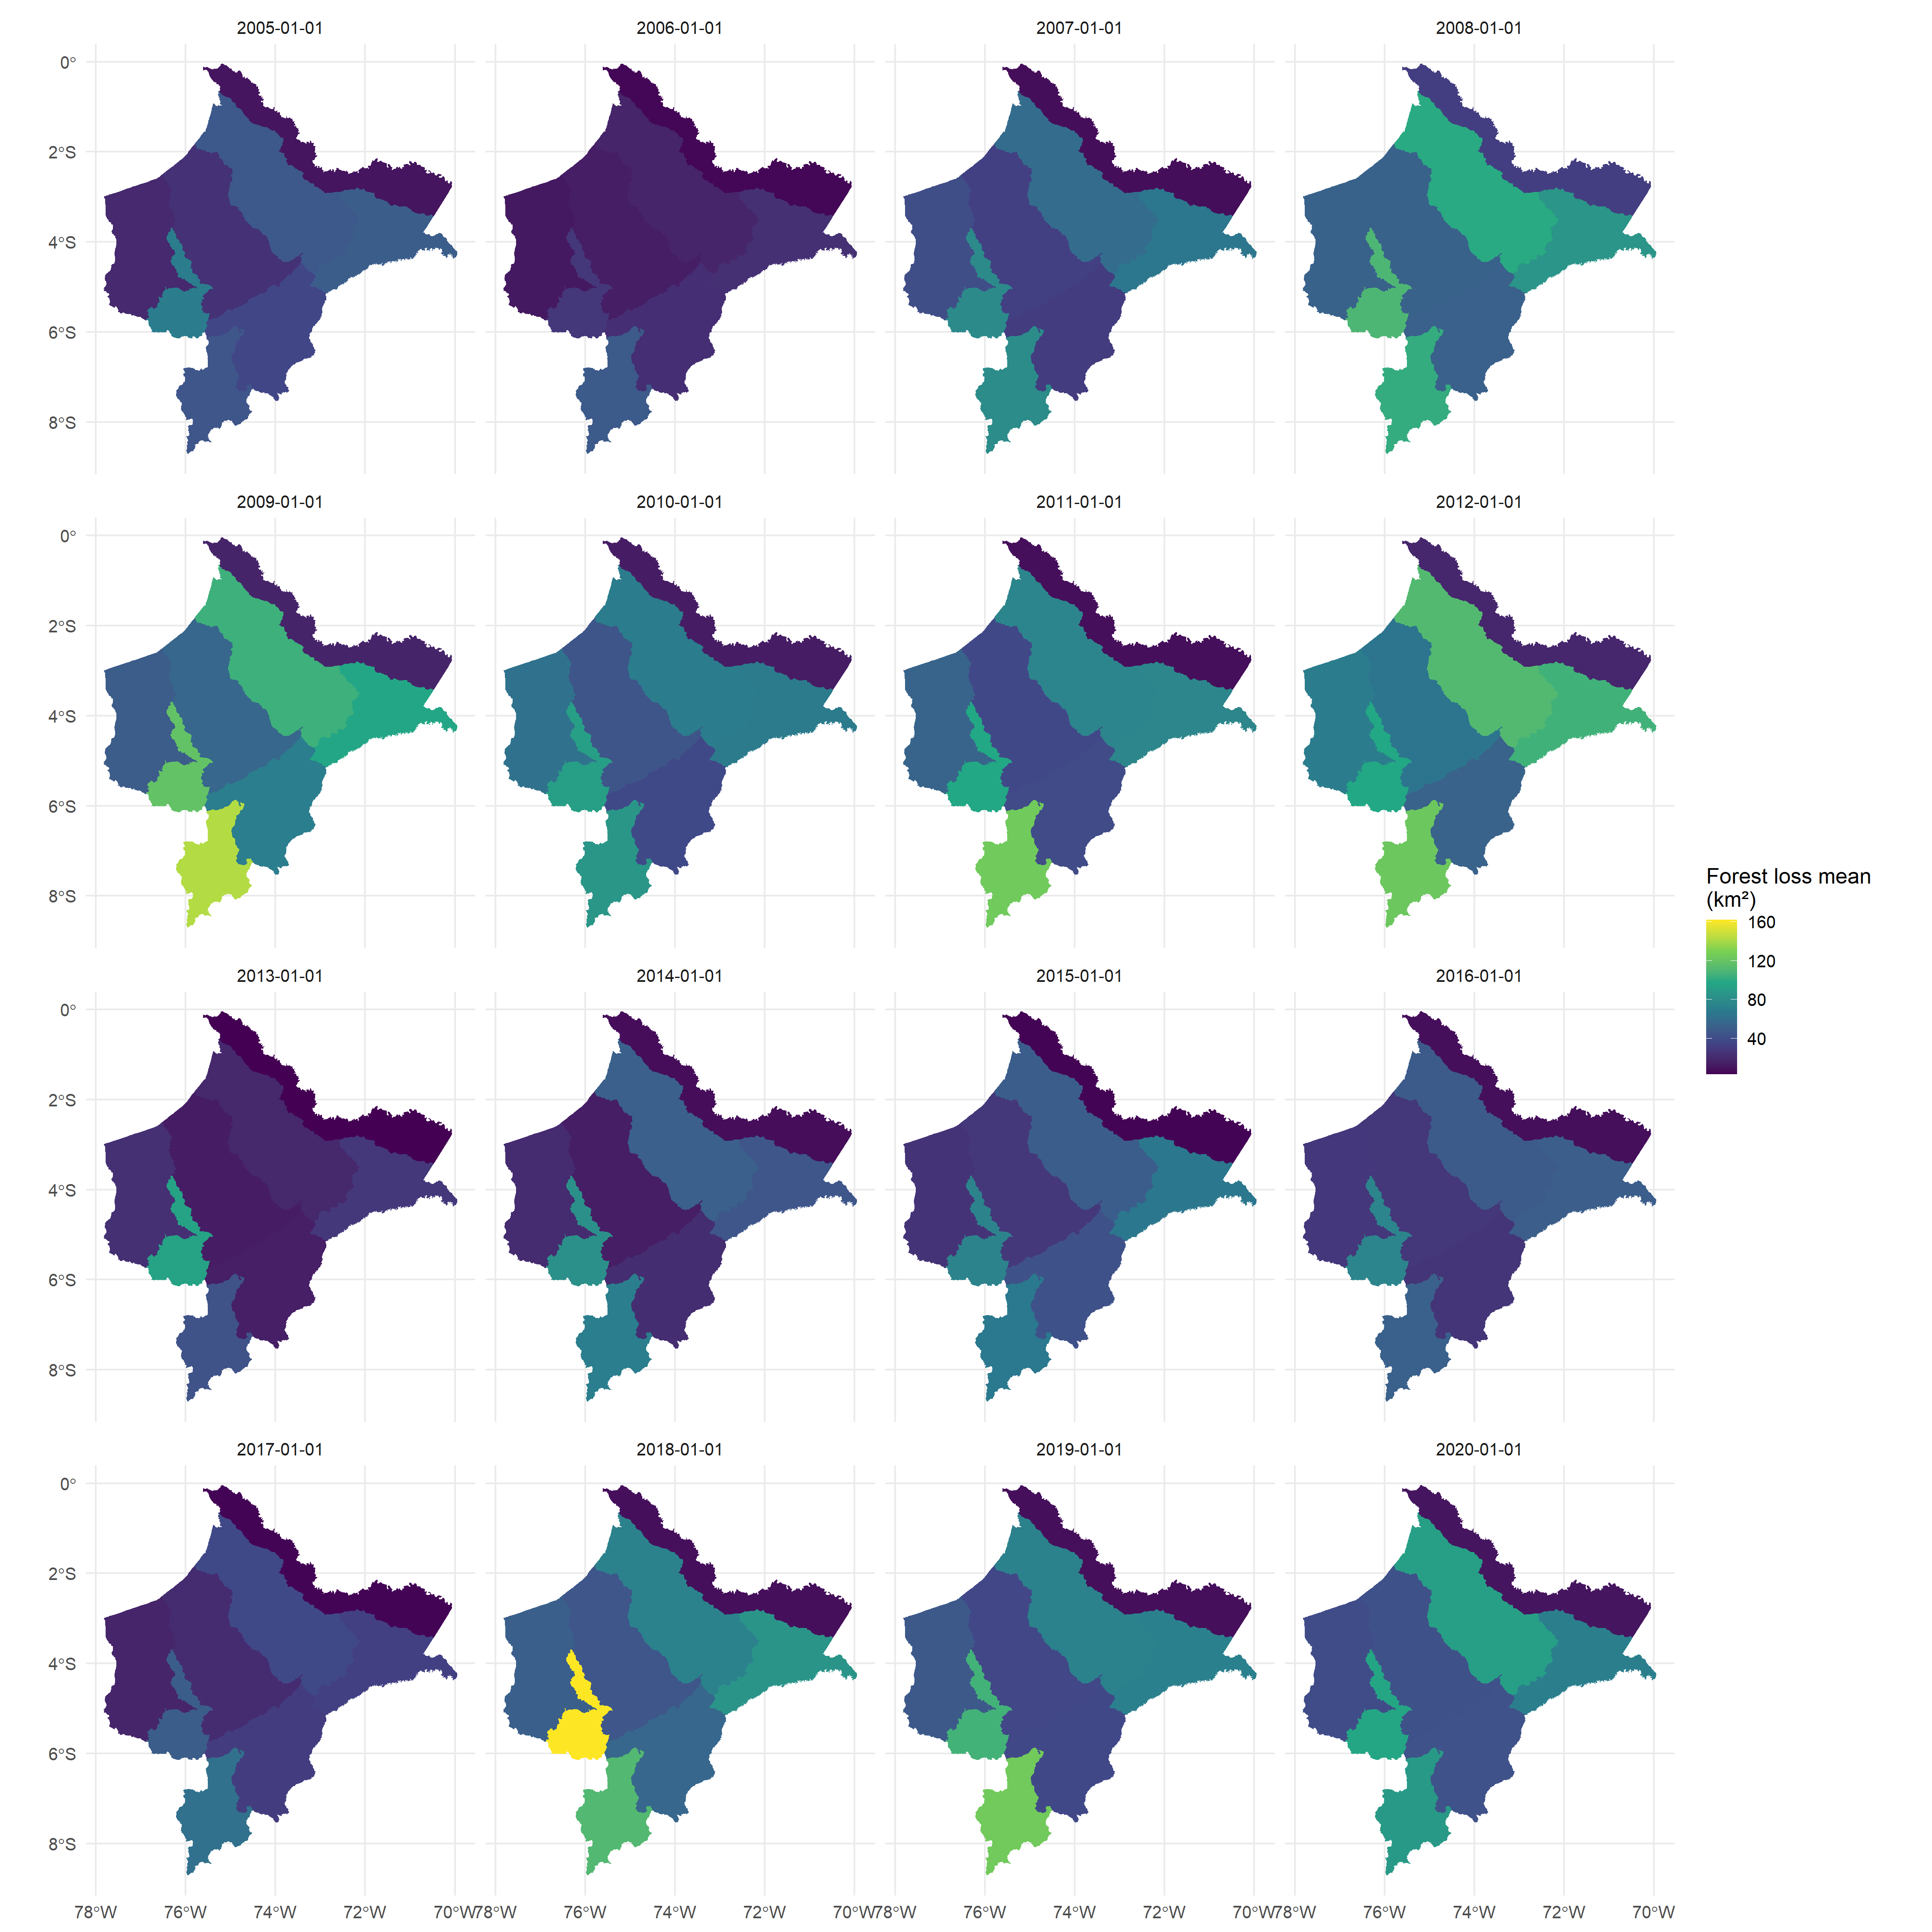 2005-01-01 2006-01-01 2007-01-01 2008-01-01
0°
2°S
4°S
6°S
8°S
2009-01-01 2010-01-01 2011-01-01 2012-01-01
0°
2°S
4°S
6°S
8°S
Forest loss mean
(km²)
160
120
80
40
2013-01-01 2014-01-01 2015-01-01 2016-01-01
0°
2°S
4°S
6°S
8°S
2017-01-01 2018-01-01 2019-01-01 2020-01-01
0°
2°S
4°S
6°S
8°S
78°W 76°W 74°W 72°W 70°W 78°W 76°W 74°W 72°W 70°W 78°W 76°W 74°W 72°W 70°W 78°W 76°W 74°W 72°W 70°W